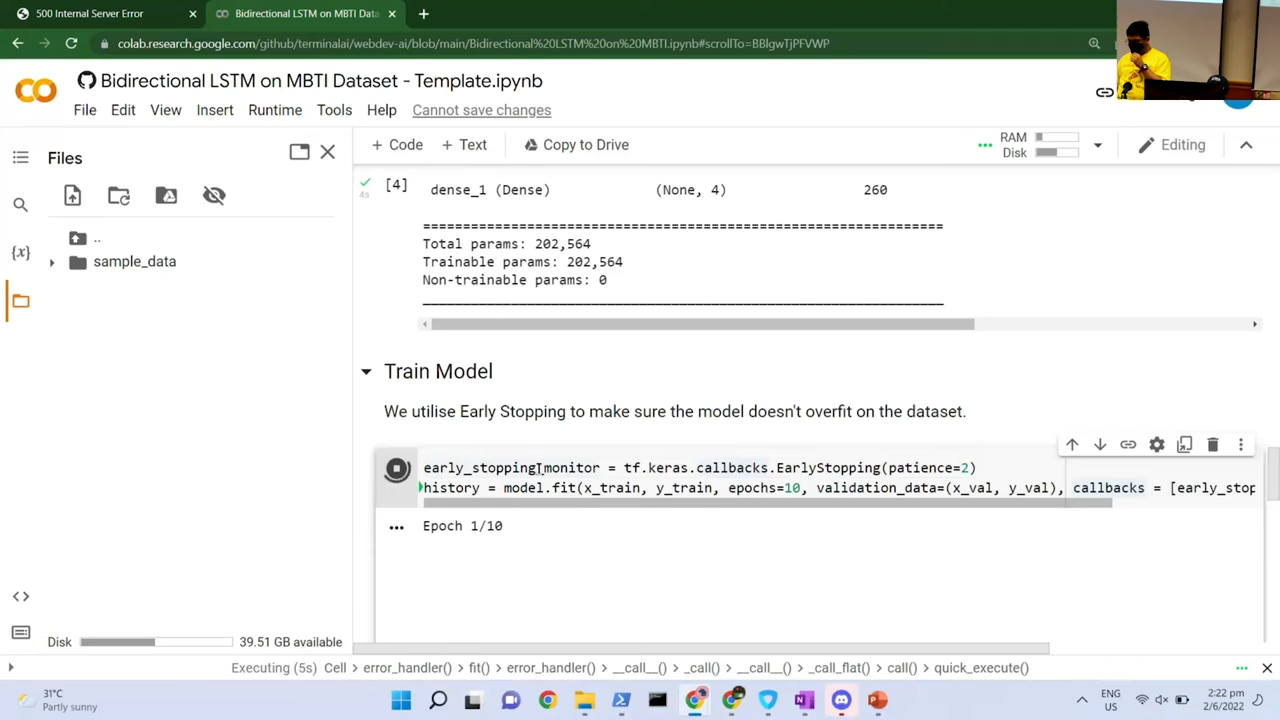 500 Internal Server Error
Bidirectional LSTM on MBTI Data
colab.research.google.com/github/terminalai/webdev-ai/blob/main/Bidirectional%20LSTM%20on%20MBTI.ipynb#scrollTo=BBlgwTjPFVWP
Bidirectional LSTM on MBTI Dataset - Template.ipynb
File Edit View Insert Runtime Tools Help Cannot save changes
Files
+ Code + Text Copy to Drive
RAM
Disk
Editing
..
sample_data
{x}
[4]
4s
dense_1 (Dense) (None, 4) 260
=================================================================
Total params: 202,564
Trainable params: 202,564
Non-trainable params: 0
Train Model
We utilise Early Stopping to make sure the model doesn't overfit on the dataset.
early_stopping_monitor = tf.keras.callbacks.EarlyStopping(patience=2)
history = model.fit(x_train, y_train, epochs=10, validation_data=(x_val, y_val), callbacks = [early_stop
... Epoch 1/10
Disk 39.51 GB available
Executing (5s) Cell > error_handler() > fit() > error_handler() > __call__() > _call() > __call__() > _call_flat() > call() > quick_execute()
31°C
Partly sunny
ENG
US
2:22 pm
2/6/2022